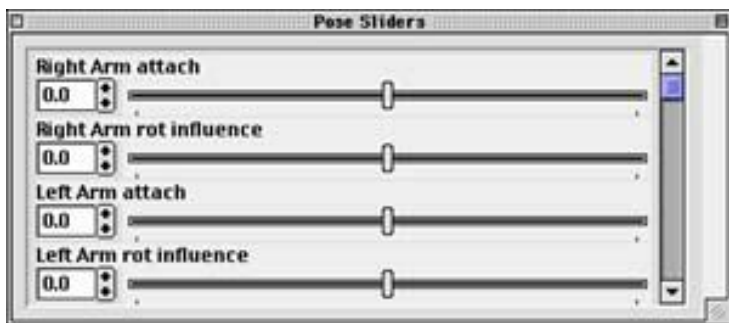 Pose Sliders
Right Arm attach
0.0
Right Arm rot influence
0.0
Left Arm attach
0.0
Left Arm rot influence
0.0